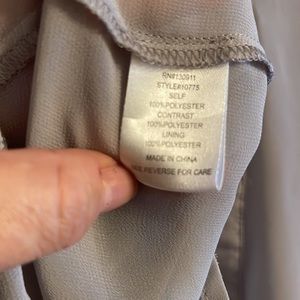 RN#130911
STYLE#10775
SELF
100%POLYESTER
CONTRAST
100%POLYESTER
LINING
100%POLYESTER
MADE IN CHINA
REVERSE FOR CARE